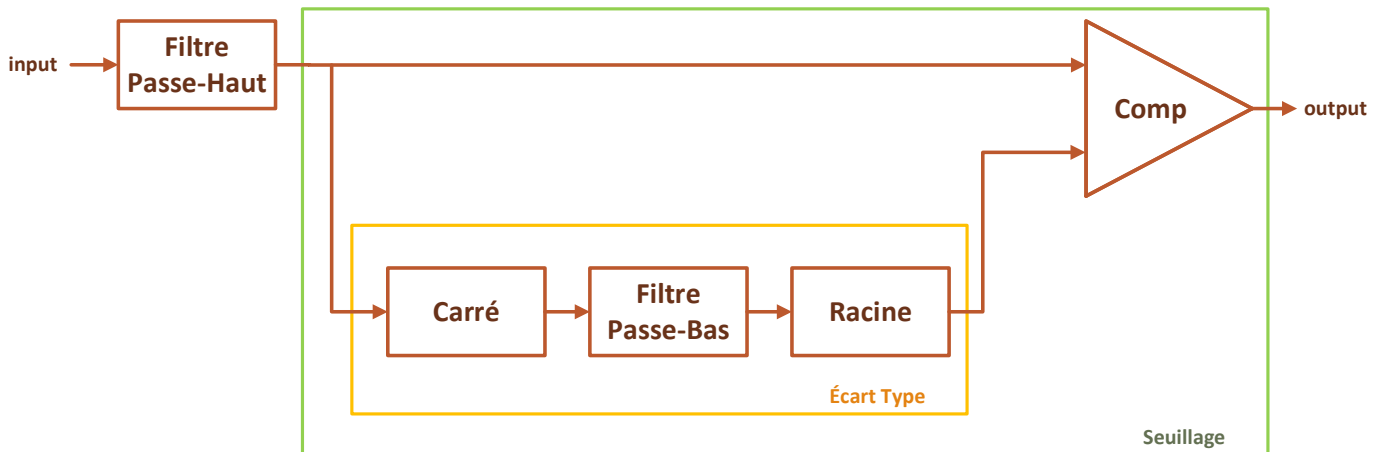 input
Filtre
Passe-Haut
Comp
output
Carré
Filtre
Passe-Bas
Racine
Écart Type
Seuillage